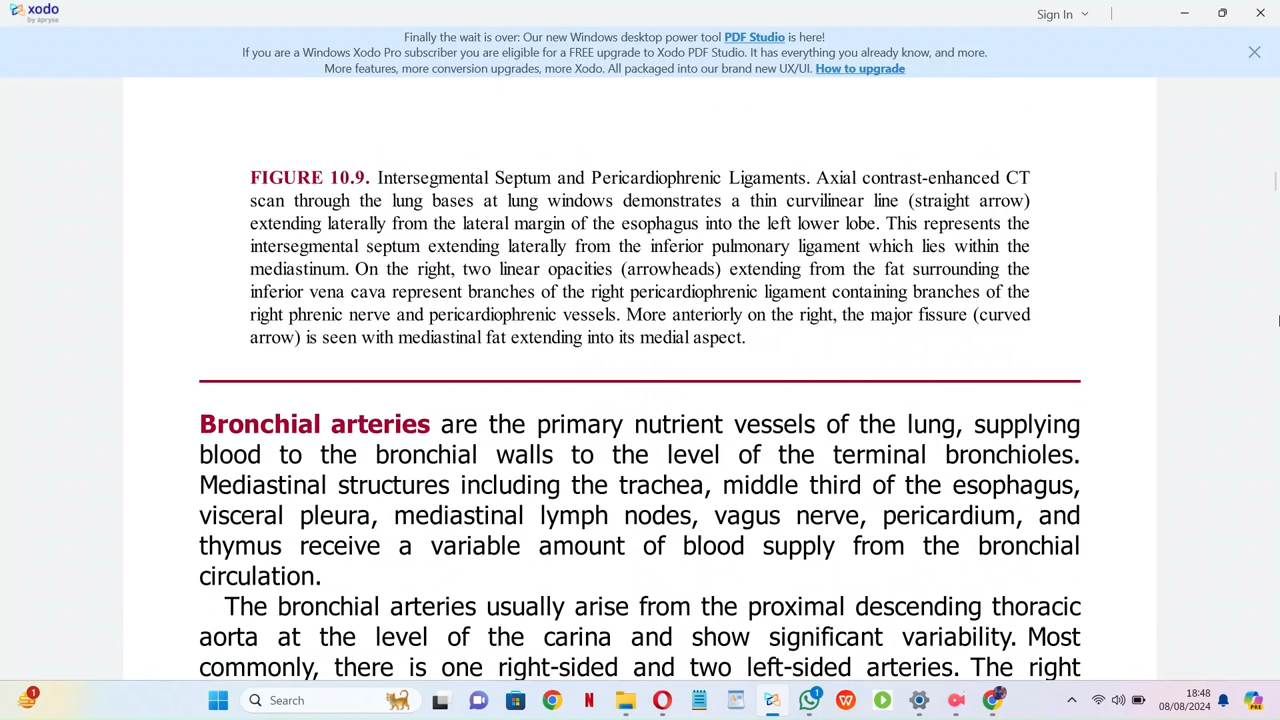 xodo
by apryse
Sign In
Finally the wait is over: Our new Windows desktop power tool PDF Studio is here!
If you are a Windows Xodo Pro subscriber you are eligible for a FREE upgrade to Xodo PDF Studio. It has everything you already know, and more.
More features, more conversion upgrades, more Xodo. All packaged into our brand new UX/UI. How to upgrade
FIGURE 10.9. Intersegmental Septum and Pericardiophrenic Ligaments. Axial contrast-enhanced CT
scan through the lung bases at lung windows demonstrates a thin curvilinear line (straight arrow)
extending laterally from the lateral margin of the esophagus into the left lower lobe. This represents the
intersegmental septum extending laterally from the inferior pulmonary ligament which lies within the
mediastinum. On the right, two linear opacities (arrowheads) extending from the fat surrounding the
inferior vena cava represent branches of the right pericardiophrenic ligament containing branches of the
right phrenic nerve and pericardiophrenic vessels. More anteriorly on the right, the major fissure (curved
arrow) is seen with mediastinal fat extending into its medial aspect.
Bronchial arteries are the primary nutrient vessels of the lung, supplying
blood to the bronchial walls to the level of the terminal bronchioles.
Mediastinal structures including the trachea, middle third of the esophagus,
visceral pleura, mediastinal lymph nodes, vagus nerve, pericardium, and
thymus receive a variable amount of blood supply from the bronchial
circulation.
The bronchial arteries usually arise from the proximal descending thoracic
aorta at the level of the carina and show significant variability. Most
commonly, there is one right-sided and two left-sided arteries. The right
1
Search
N
1
W
18:48
08/08/2024
PRE